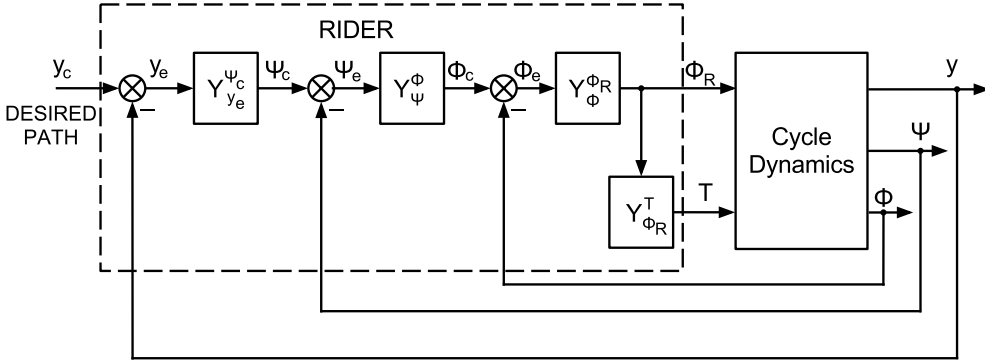 RIDER
y_c
y_e
Y^{Ψ_c}_{y_e}
Ψ_c
Ψ_e
Y^Φ_Ψ
Φ_c
Φ_e
Y^{Φ_R}_Φ
Φ_R
y
DESIRED
PATH
−
−
−
Cycle
Dynamics
Ψ
Y^T_{Φ_R}
T
Φ